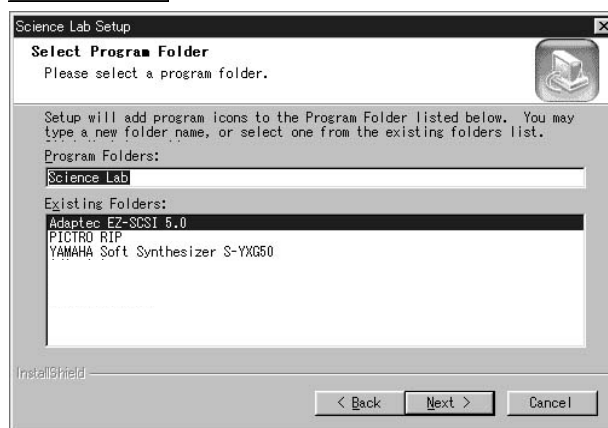 Science Lab Setup
Select Program Folder
Please select a program folder.
Setup will add program icons to the Program Folder listed below. You may
type a new folder name, or select one from the existing folders list.
Program Folders:
Science Lab
Existing Folders:
Adaptec EZ-SCSI 5.0
PICTRO RIP
YAMAHA Soft Synthesizer S-YXG50
InstallShield
< Back
Next >
Cancel